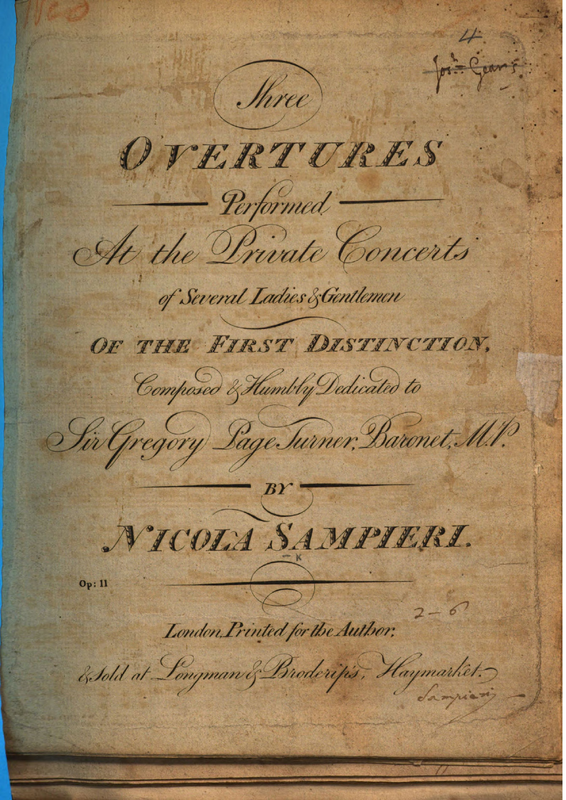 4
Jos.h Gear's
Three
OVERTURES
Performed
At the Private Concerts
of Several Ladies & Gentlemen
OF THE FIRST DISTINCTION,
Composed & Humbly Dedicated to
Sir Gregory Page Turner, Baronet, M.P.
BY
NICOLA SAMPIERI.
K
Op: 11
2-6
London, Printed for the Author,
& Sold at Longman & Broderip's, Haymarket.
Sampieri